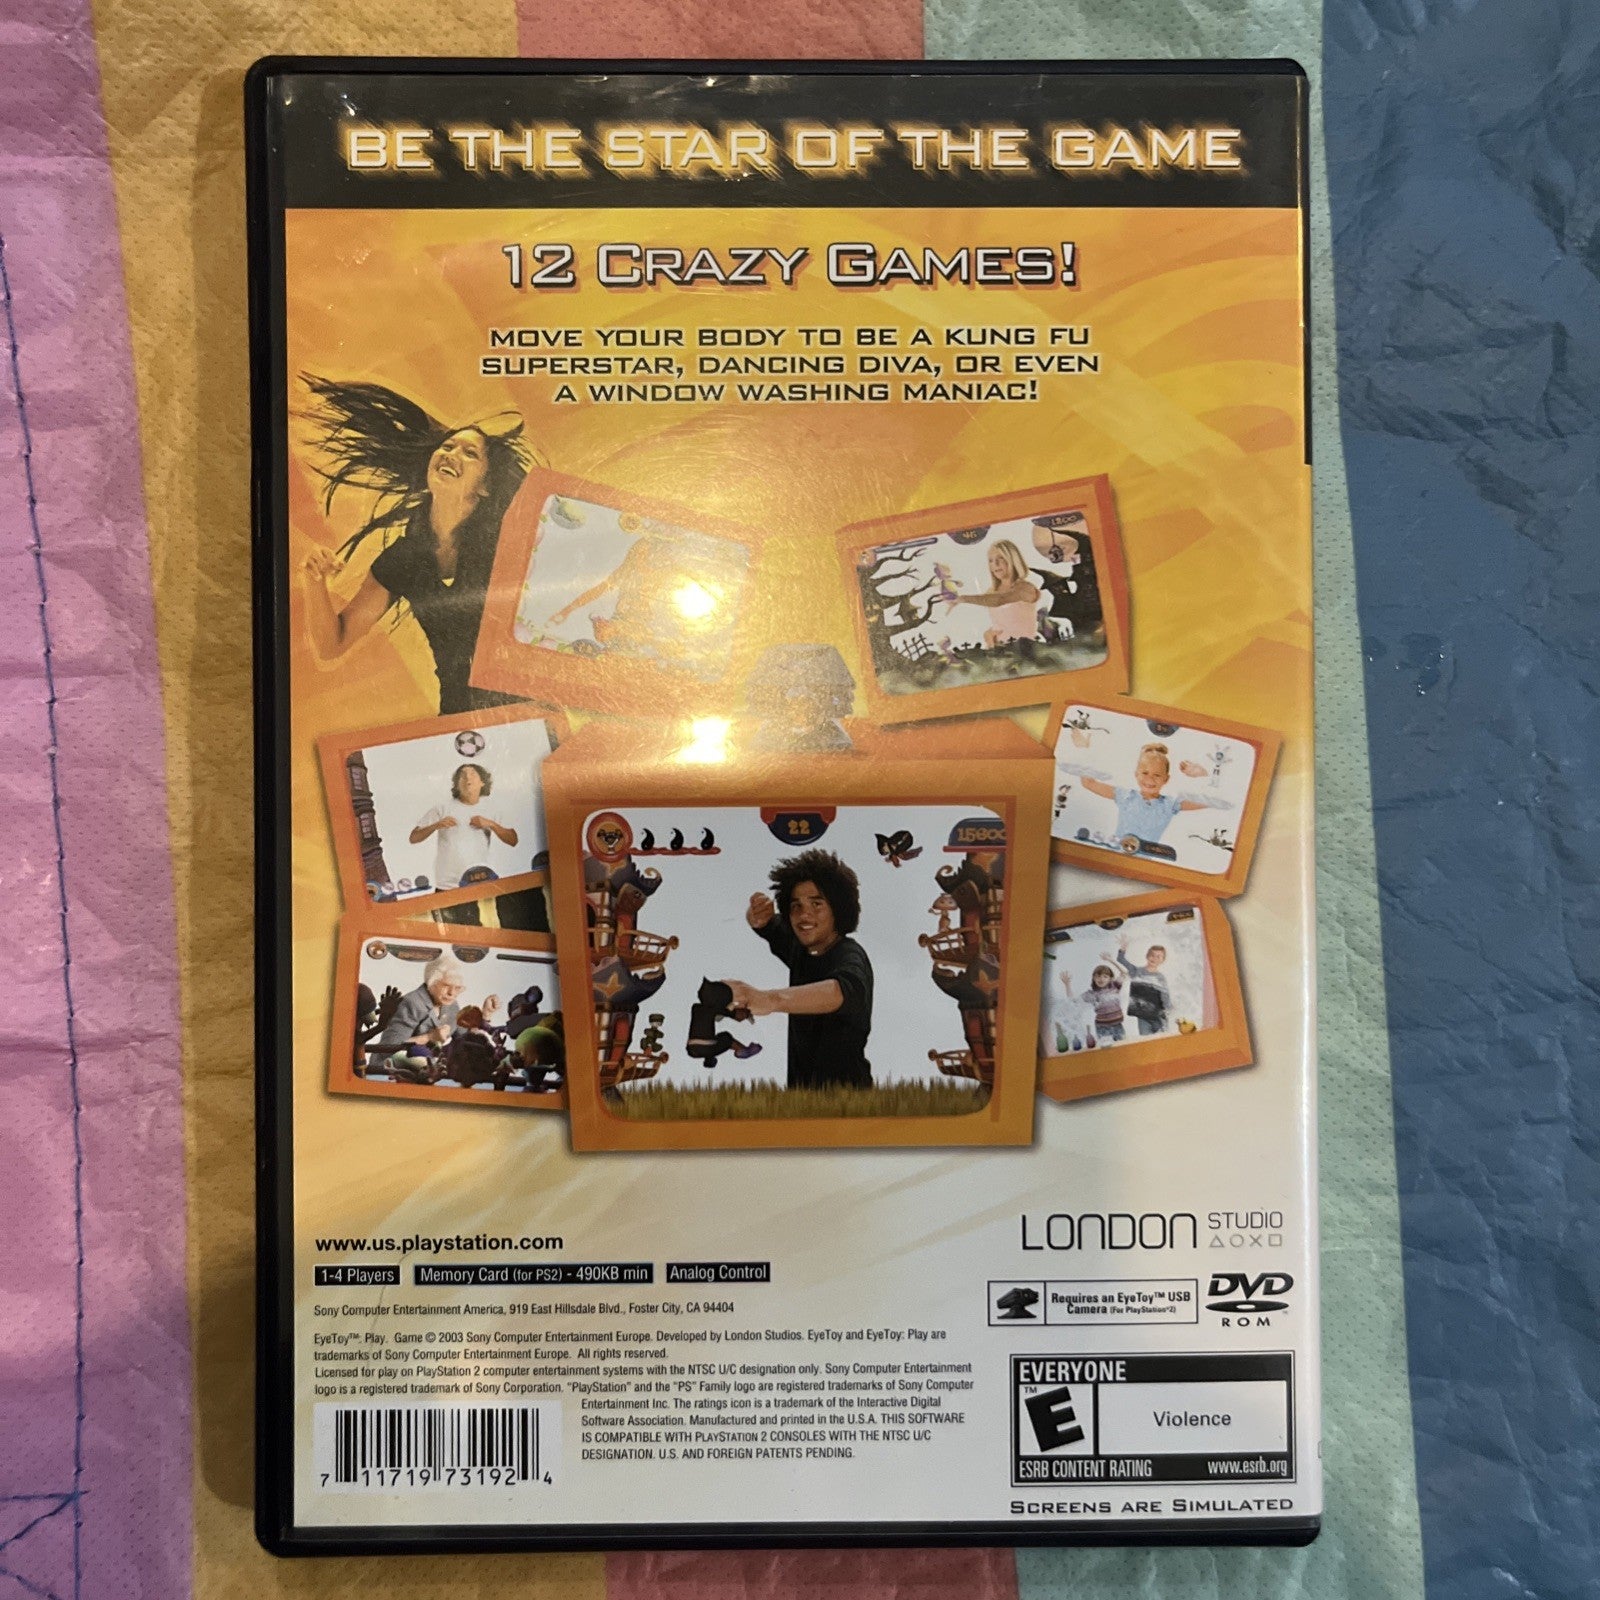 BE THE STAR OF THE GAME
12 CRAZY GAMES!
MOVE YOUR BODY TO BE A KUNG FU
SUPERSTAR, DANCING DIVA, OR EVEN
A WINDOW WASHING MANIAC!
1200
46
22
15600
105
www.us.playstation.com
LONDON STUDIO
1-4 Players
Memory Card (for PS2) - 490KB min
Analog Control
Requires an EyeToy™ USB
Camera (For PlayStation®2)
DVD
ROM
Sony Computer Entertainment America, 919 East Hillsdale Blvd., Foster City, CA 94404
EyeToy™: Play. Game © 2003 Sony Computer Entertainment Europe. Developed by London Studios. EyeToy and EyeToy: Play are
trademarks of Sony Computer Entertainment Europe. All rights reserved.
Licensed for play on PlayStation 2 computer entertainment systems with the NTSC U/C designation only. Sony Computer Entertainment
logo is a registered trademark of Sony Corporation. "PlayStation" and the "PS" Family logo are registered trademarks of Sony Computer
Entertainment Inc. The ratings icon is a trademark of the Interactive Digital
Software Association. Manufactured and printed in the U.S.A. THIS SOFTWARE
IS COMPATIBLE WITH PLAYSTATION 2 CONSOLES WITH THE NTSC U/C
DESIGNATION. U.S. AND FOREIGN PATENTS PENDING.
7 11719 73192 4
EVERYONE
™
E
Violence
ESRB CONTENT RATING
www.esrb.org
SCREENS ARE SIMULATED